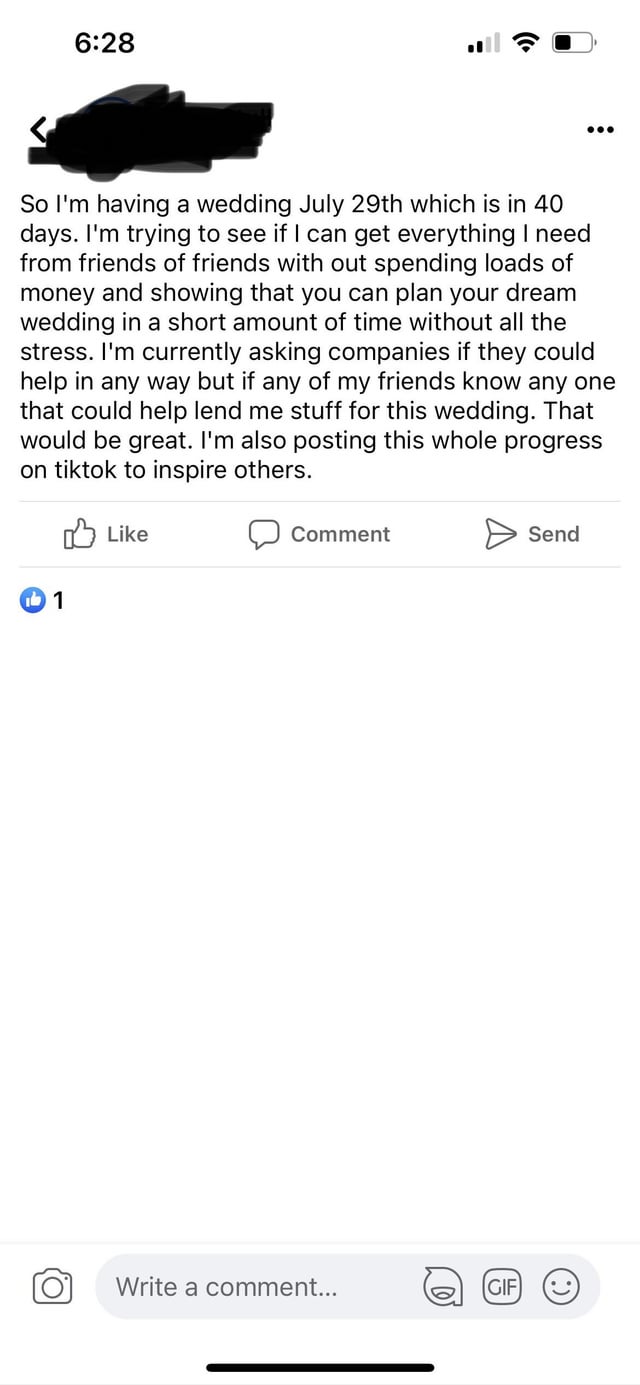 6:28
So I'm having a wedding July 29th which is in 40
days. I'm trying to see if I can get everything I need
from friends of friends with out spending loads of
money and showing that you can plan your dream
wedding in a short amount of time without all the
stress. I'm currently asking companies if they could
help in any way but if any of my friends know any one
that could help lend me stuff for this wedding. That
would be great. I'm also posting this whole progress
on tiktok to inspire others.
Like Comment Send
1
Write a comment... GIF